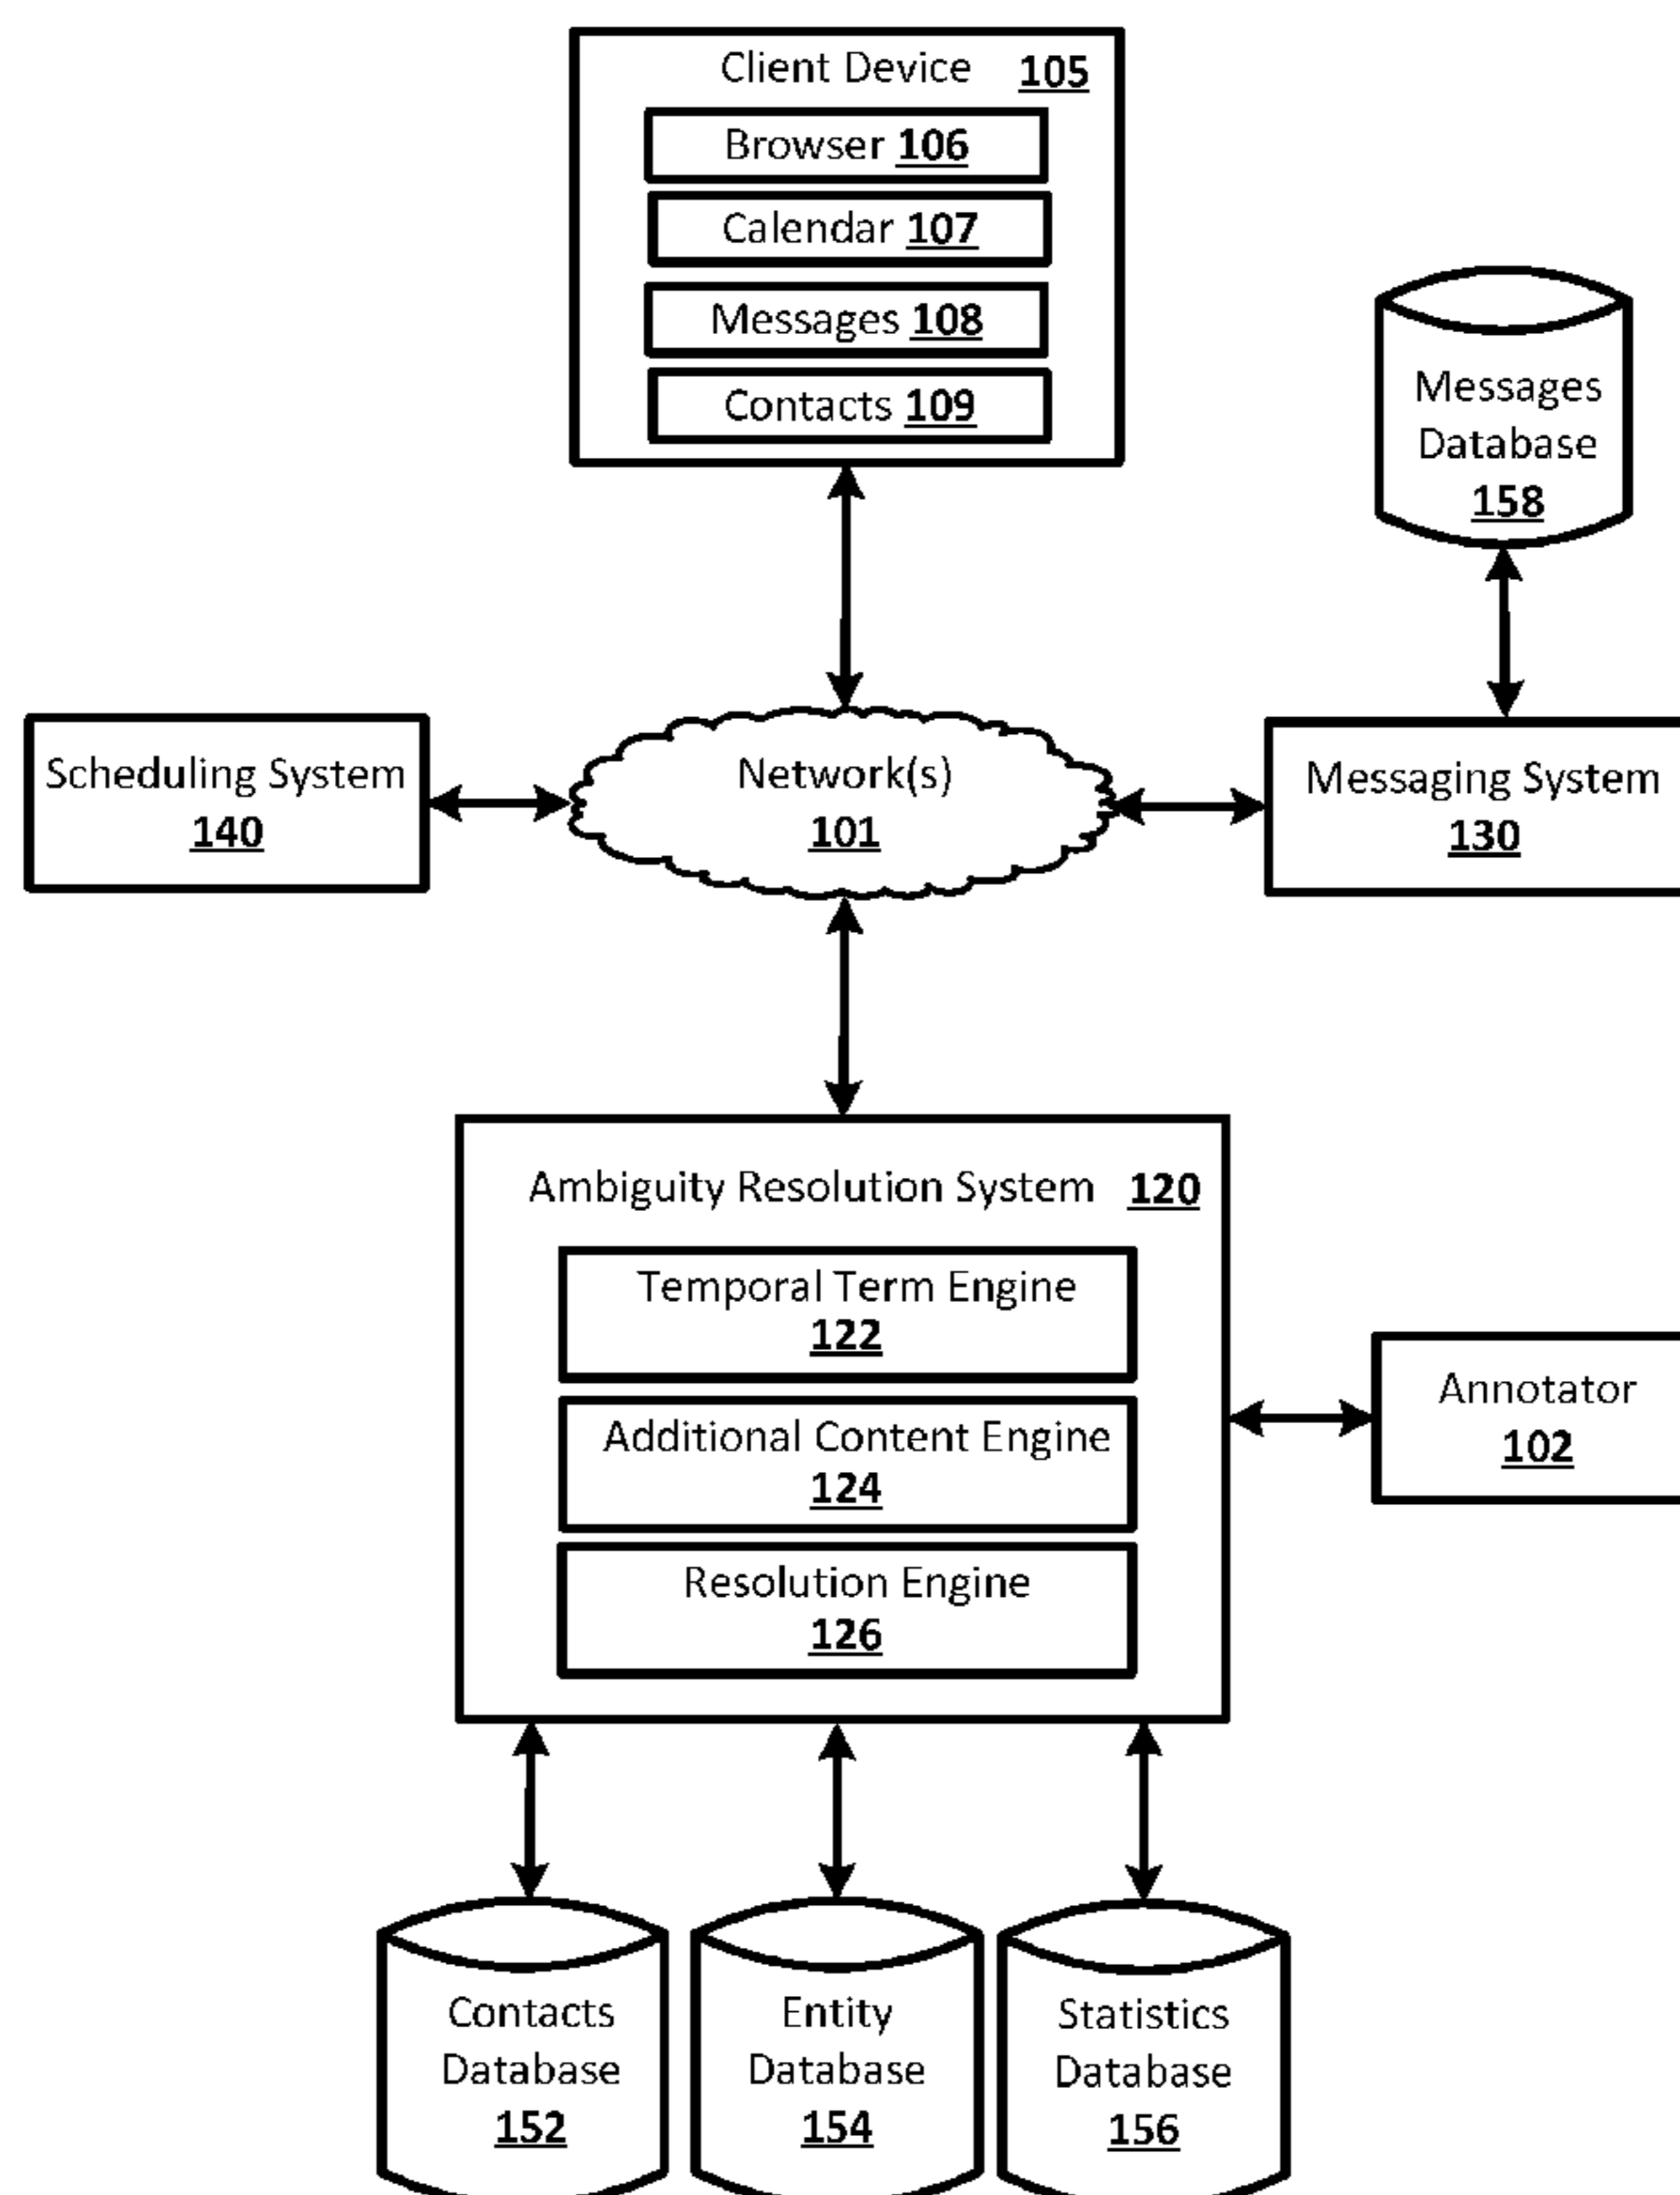 Client Device 105
Browser 106
Calendar 107
Messages 108
Contacts 109
Messages
Database
158
Scheduling System
140
Network(s)
101
Messaging System
130
Ambiguity Resolution System 120
Temporal Term Engine
122
Additional Content Engine
124
Resolution Engine
126
Annotator
102
Contacts
Database
152
Entity
Database
154
Statistics
Database
156